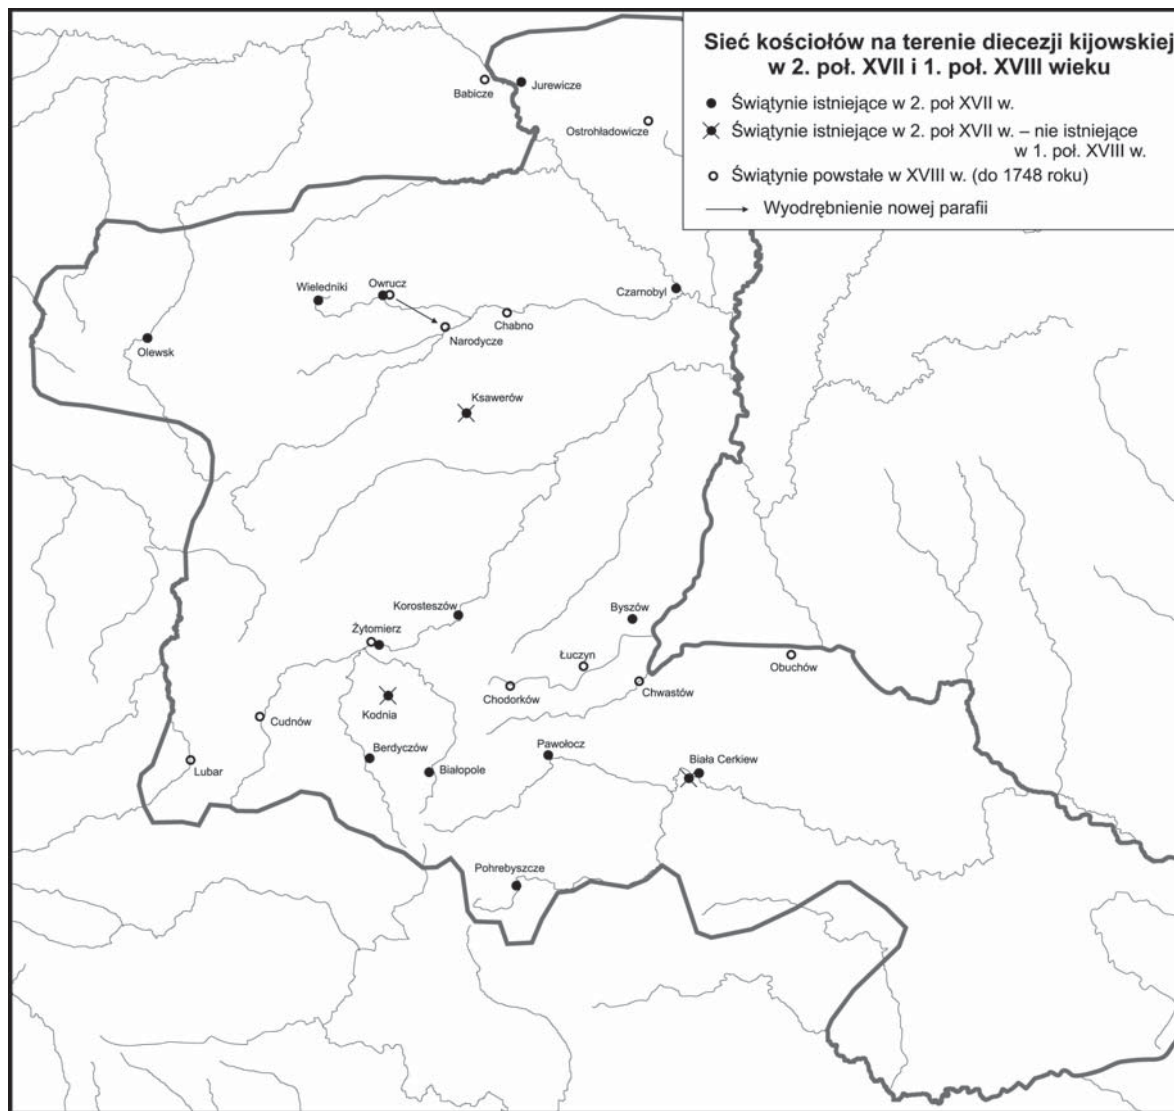 Sieć kościołów na terenie diecezji kijowskiej
w 2. poł. XVII i 1. poł. XVIII wieku
Świątynie istniejące w 2. poł XVII w.
Świątynie istniejące w 2. poł XVII w. – nie istniejące
w 1. poł. XVIII w.
Świątynie powstałe w XVIII w. (do 1748 roku)
Wyodrębnienie nowej parafii
Babicze
Jurewicze
Ostrohładowicze
Wieledniki
Owrucz
Czarnobyl
Chabno
Narodycze
Olewsk
Ksawerów
Korosteszów
Byszów
Żytomierz
Łuczyn
Obuchów
Chwastów
Chodorków
Kodnia
Cudnów
Pawołocz
Berdyczów
Biała Cerkiew
Białopole
Lubar
Pohrebyszcze